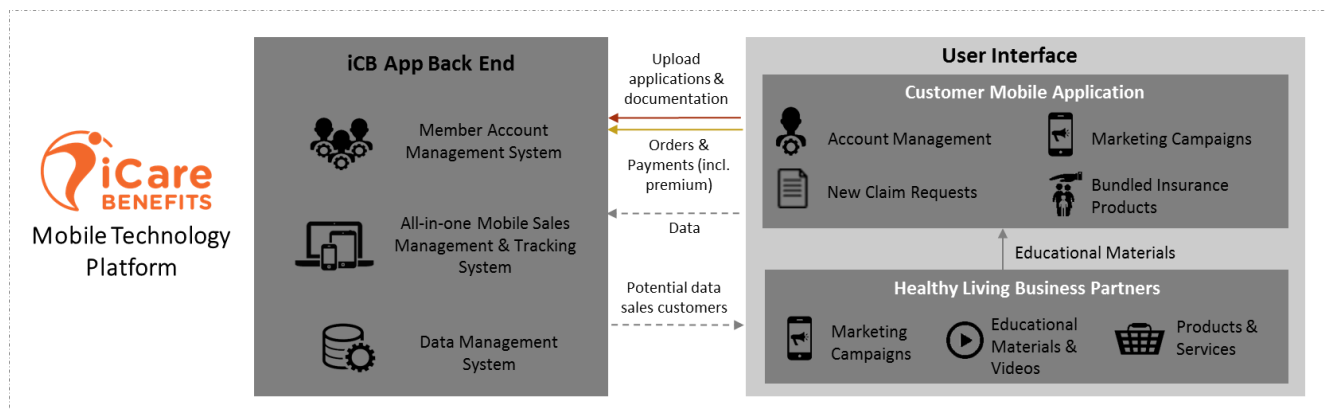 iCare
BENEFITS
Mobile Technology
Platform
iCB App Back End
Member Account
Management System
All-in-one Mobile Sales
Management & Tracking
System
Data Management
System
Upload
applications &
documentation
Orders &
Payments (incl.
premium)
Data
Potential data
sales customers
User Interface
Customer Mobile Application
Account Management
Marketing Campaigns
New Claim Requests
Bundled Insurance
Products
Educational Materials
Healthy Living Business Partners
Marketing
Campaigns
Educational
Materials &
Videos
Products &
Services